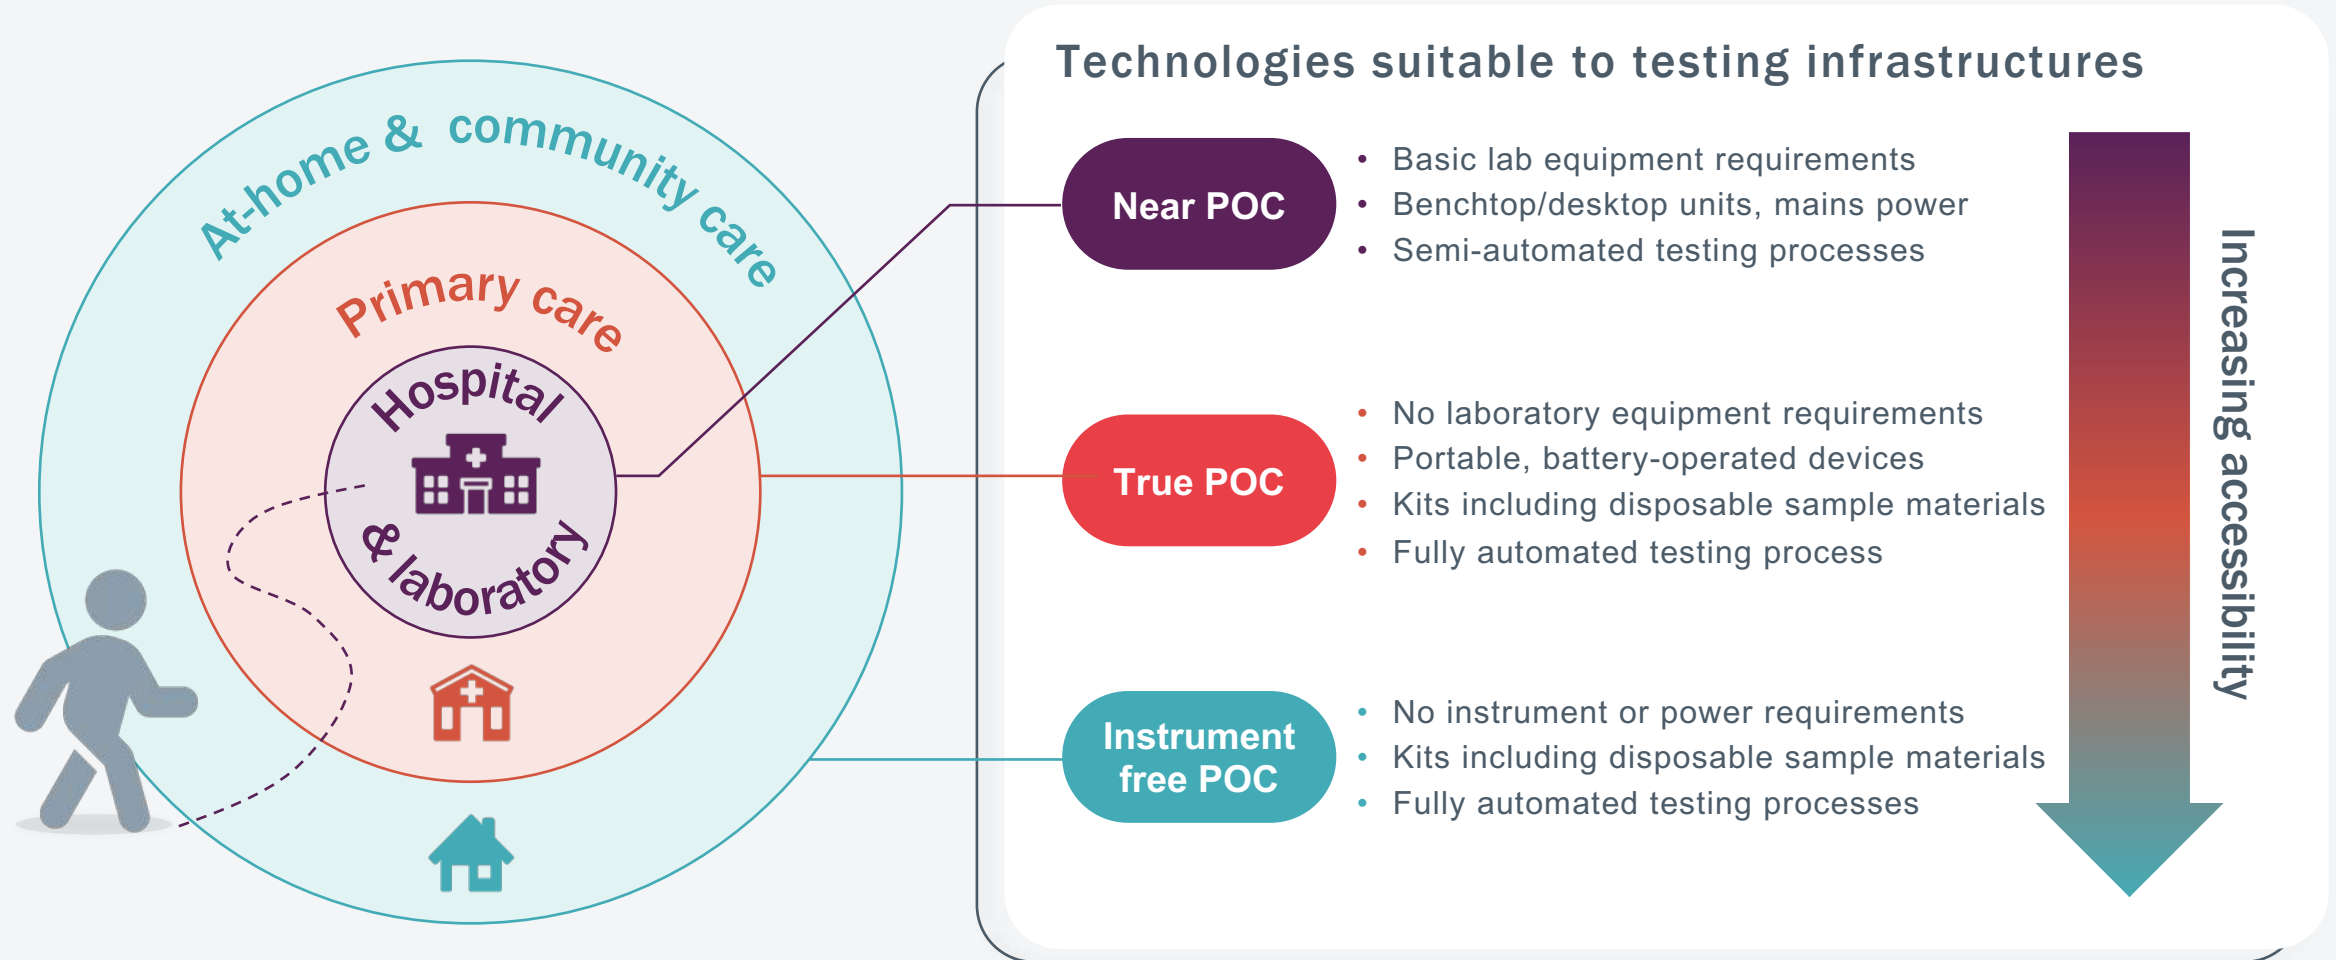 At-home & community care
Primary care
Hospital
& laboratory
Technologies suitable to testing infrastructures
Near POC
• Basic lab equipment requirements
• Benchtop/desktop units, mains power
• Semi-automated testing processes
True POC
• No laboratory equipment requirements
• Portable, battery-operated devices
• Kits including disposable sample materials
• Fully automated testing process
Instrument
free POC
• No instrument or power requirements
• Kits including disposable sample materials
• Fully automated testing processes
Increasing accessibility